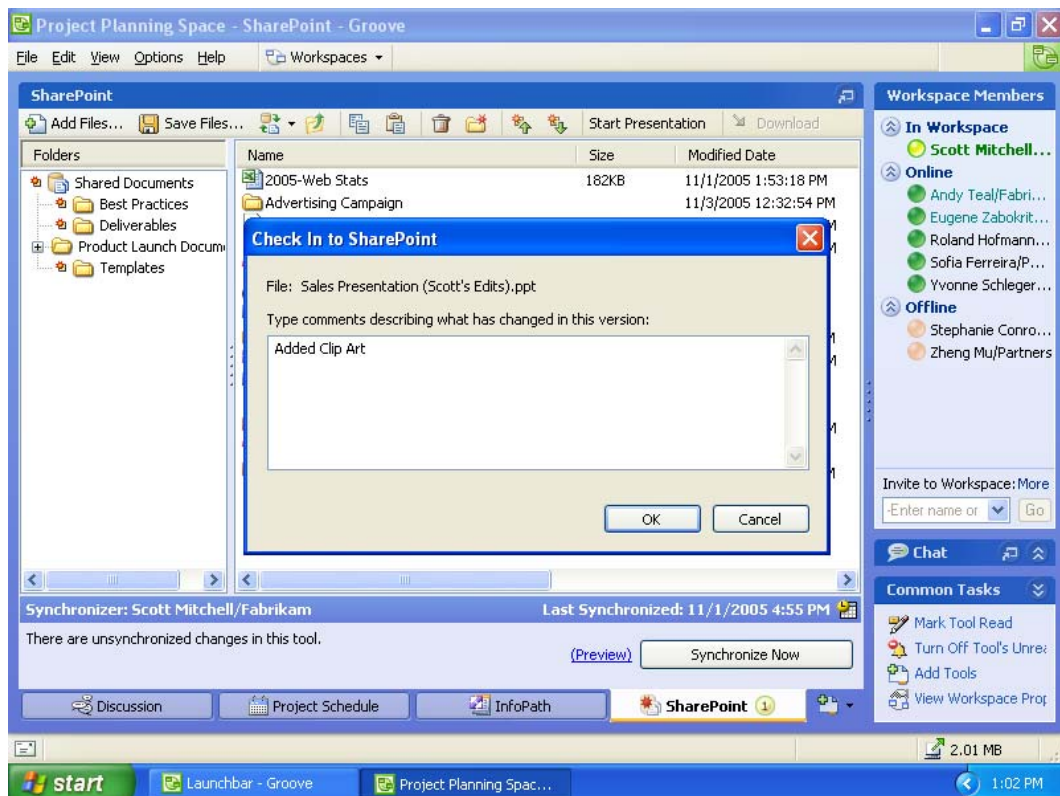 Project Planning Space - SharePoint - Groove
File Edit View Options Help Workspaces
SharePoint
Add Files... Save Files... Start Presentation Download
Folders
Shared Documents
Best Practices
Deliverables
Product Launch Docum
Templates
Name Size Modified Date
2005-Web Stats 182KB 11/1/2005 1:53:18 PM
Advertising Campaign 11/3/2005 12:32:54 PM
Check In to SharePoint
File: Sales Presentation (Scott's Edits).ppt
Type comments describing what has changed in this version:
Added Clip Art
OK Cancel
Synchronizer: Scott Mitchell/Fabrikam Last Synchronized: 11/1/2005 4:55 PM
There are unsynchronized changes in this tool.
(Preview) Synchronize Now
Discussion Project Schedule InfoPath SharePoint 1
Workspace Members
In Workspace
Scott Mitchell...
Online
Andy Teal/Fabri...
Eugene Zabokrit...
Roland Hofmann...
Sofia Ferreira/P...
Yvonne Schleger...
Offline
Stephanie Conro...
Zheng Mu/Partners
Invite to Workspace: More
-Enter name or Go
Chat
Common Tasks
Mark Tool Read
Turn Off Tool's Unrea
Add Tools
View Workspace Prop
2.01 MB
start Launchbar - Groove Project Planning Spac... 1:02 PM